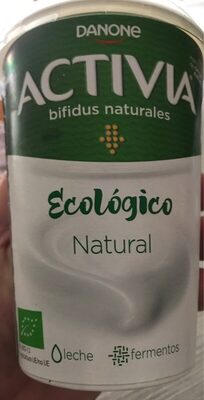 DANONE
ACTIVIA
bifidus naturales
Ecológico
Natural
leche
fermentos